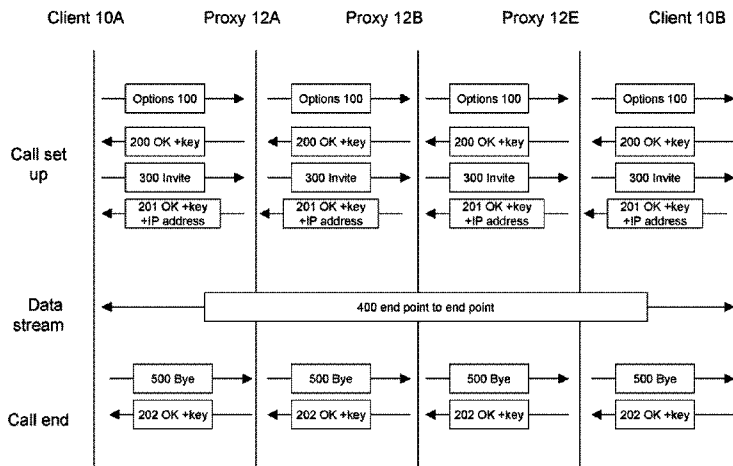 Client 10A Proxy 12A Proxy 12B Proxy 12E Client 10B
Options 100 Options 100 Options 100 Options 100
200 OK +key 200 OK +key 200 OK +key 200 OK +key
Call set
up
300 Invite 300 Invite 300 Invite 300 Invite
201 OK +key 201 OK +key 201 OK +key 201 OK +key
+IP address +IP address +IP address +IP address
Data
stream
400 end point to end point
500 Bye 500 Bye 500 Bye 500 Bye
Call end
202 OK +key 202 OK +key 202 OK +key 202 OK +key